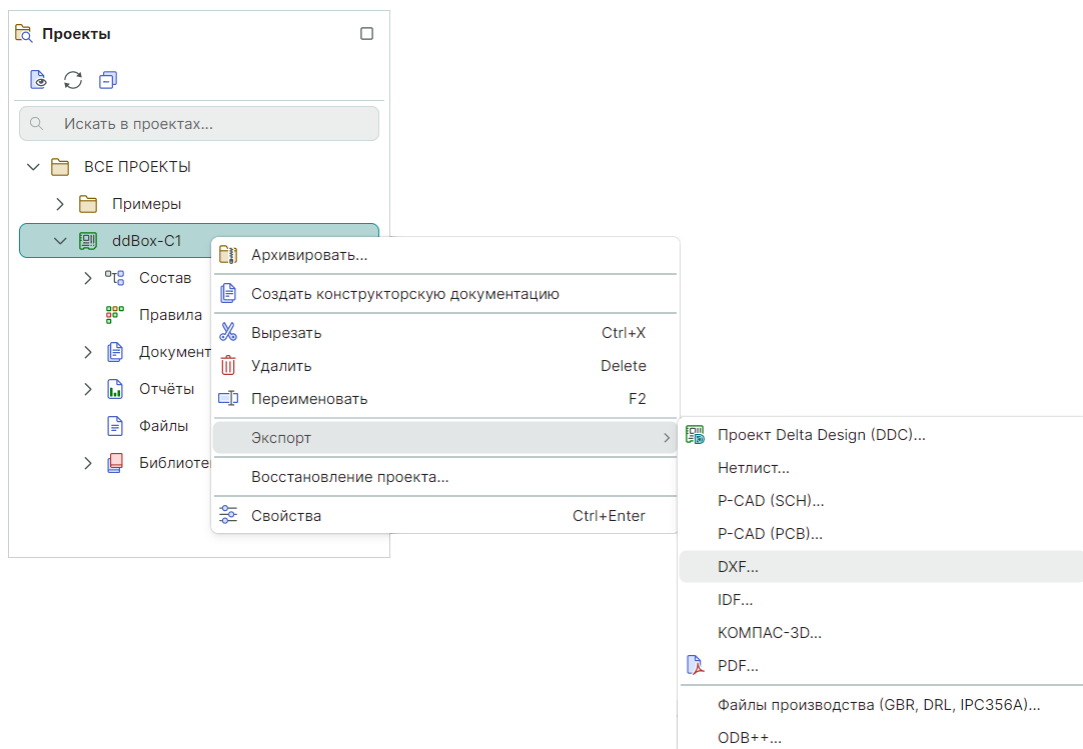 Проекты
Искать в проектах...
ВСЕ ПРОЕКТЫ
Примеры
ddBox-C1
Состав
Правила
Документ
Отчёты
Файлы
Библиоте
Архивировать...
Создать конструкторскую документацию
Вырезать Ctrl+X
Удалить Delete
Переименовать F2
Экспорт
Восстановление проекта...
Свойства Ctrl+Enter
Проект Delta Design (DDC)...
Нетлист...
P-CAD (SCH)...
P-CAD (PCB)...
DXF...
IDF...
КОМПАС-3D...
PDF...
Файлы производства (GBR, DRL, IPC356A)...
ODB++...